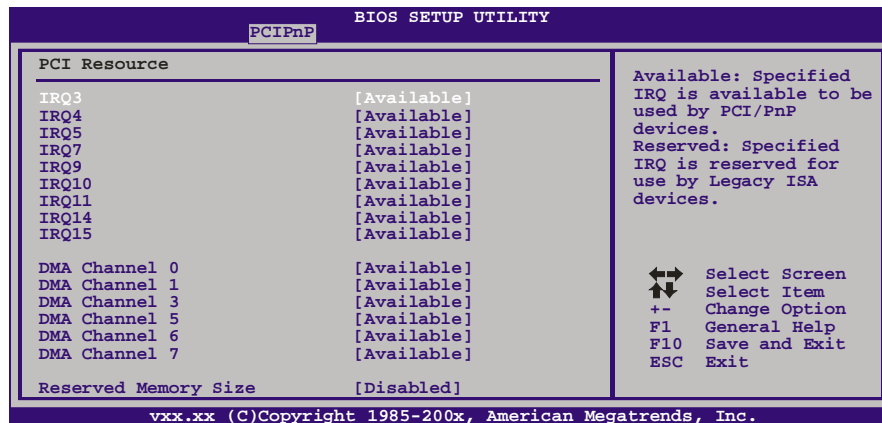 BIOS SETUP UTILITY
PCIPnP
PCI Resource
IRQ3 [Available]
IRQ4 [Available]
IRQ5 [Available]
IRQ7 [Available]
IRQ9 [Available]
IRQ10 [Available]
IRQ11 [Available]
IRQ14 [Available]
IRQ15 [Available]
DMA Channel 0 [Available]
DMA Channel 1 [Available]
DMA Channel 3 [Available]
DMA Channel 5 [Available]
DMA Channel 6 [Available]
DMA Channel 7 [Available]
Reserved Memory Size [Disabled]
Available: Specified
IRQ is available to be
used by PCI/PnP
devices.
Reserved: Specified
IRQ is reserved for
use by Legacy ISA
devices.
Select Screen
Select Item
+- Change Option
F1 General Help
F10 Save and Exit
ESC Exit
vxx.xx (C)Copyright 1985-200x, American Megatrends, Inc.